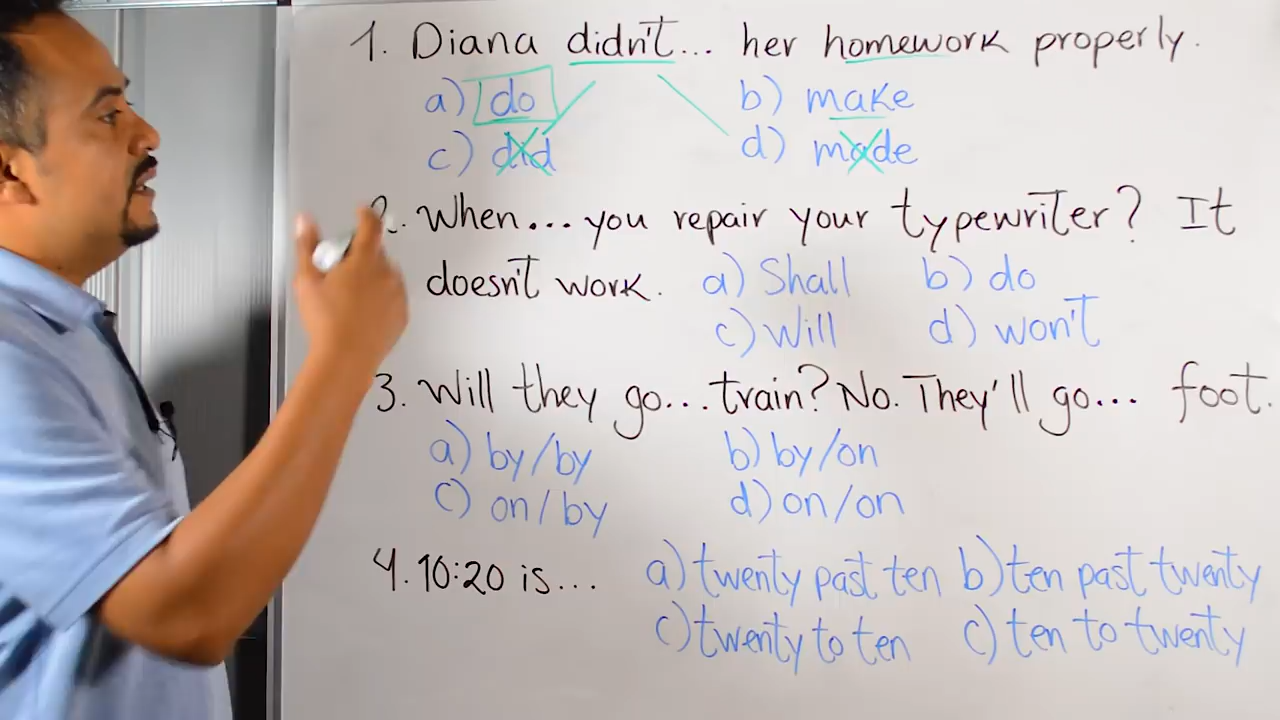 1. Diana didn't... her homework properly.
a) do b) make
c) did d) made
2. When... you repair your typewriter? It
doesn't work. a) Shall b) do
c) Will d) won't
3. Will they go... train? No. They'll go... foot.
a) by/by b) by/on
c) on/by d) on/on
4. 10:20 is... a) twenty past ten b) ten past twenty
c) twenty to ten c) ten to twenty